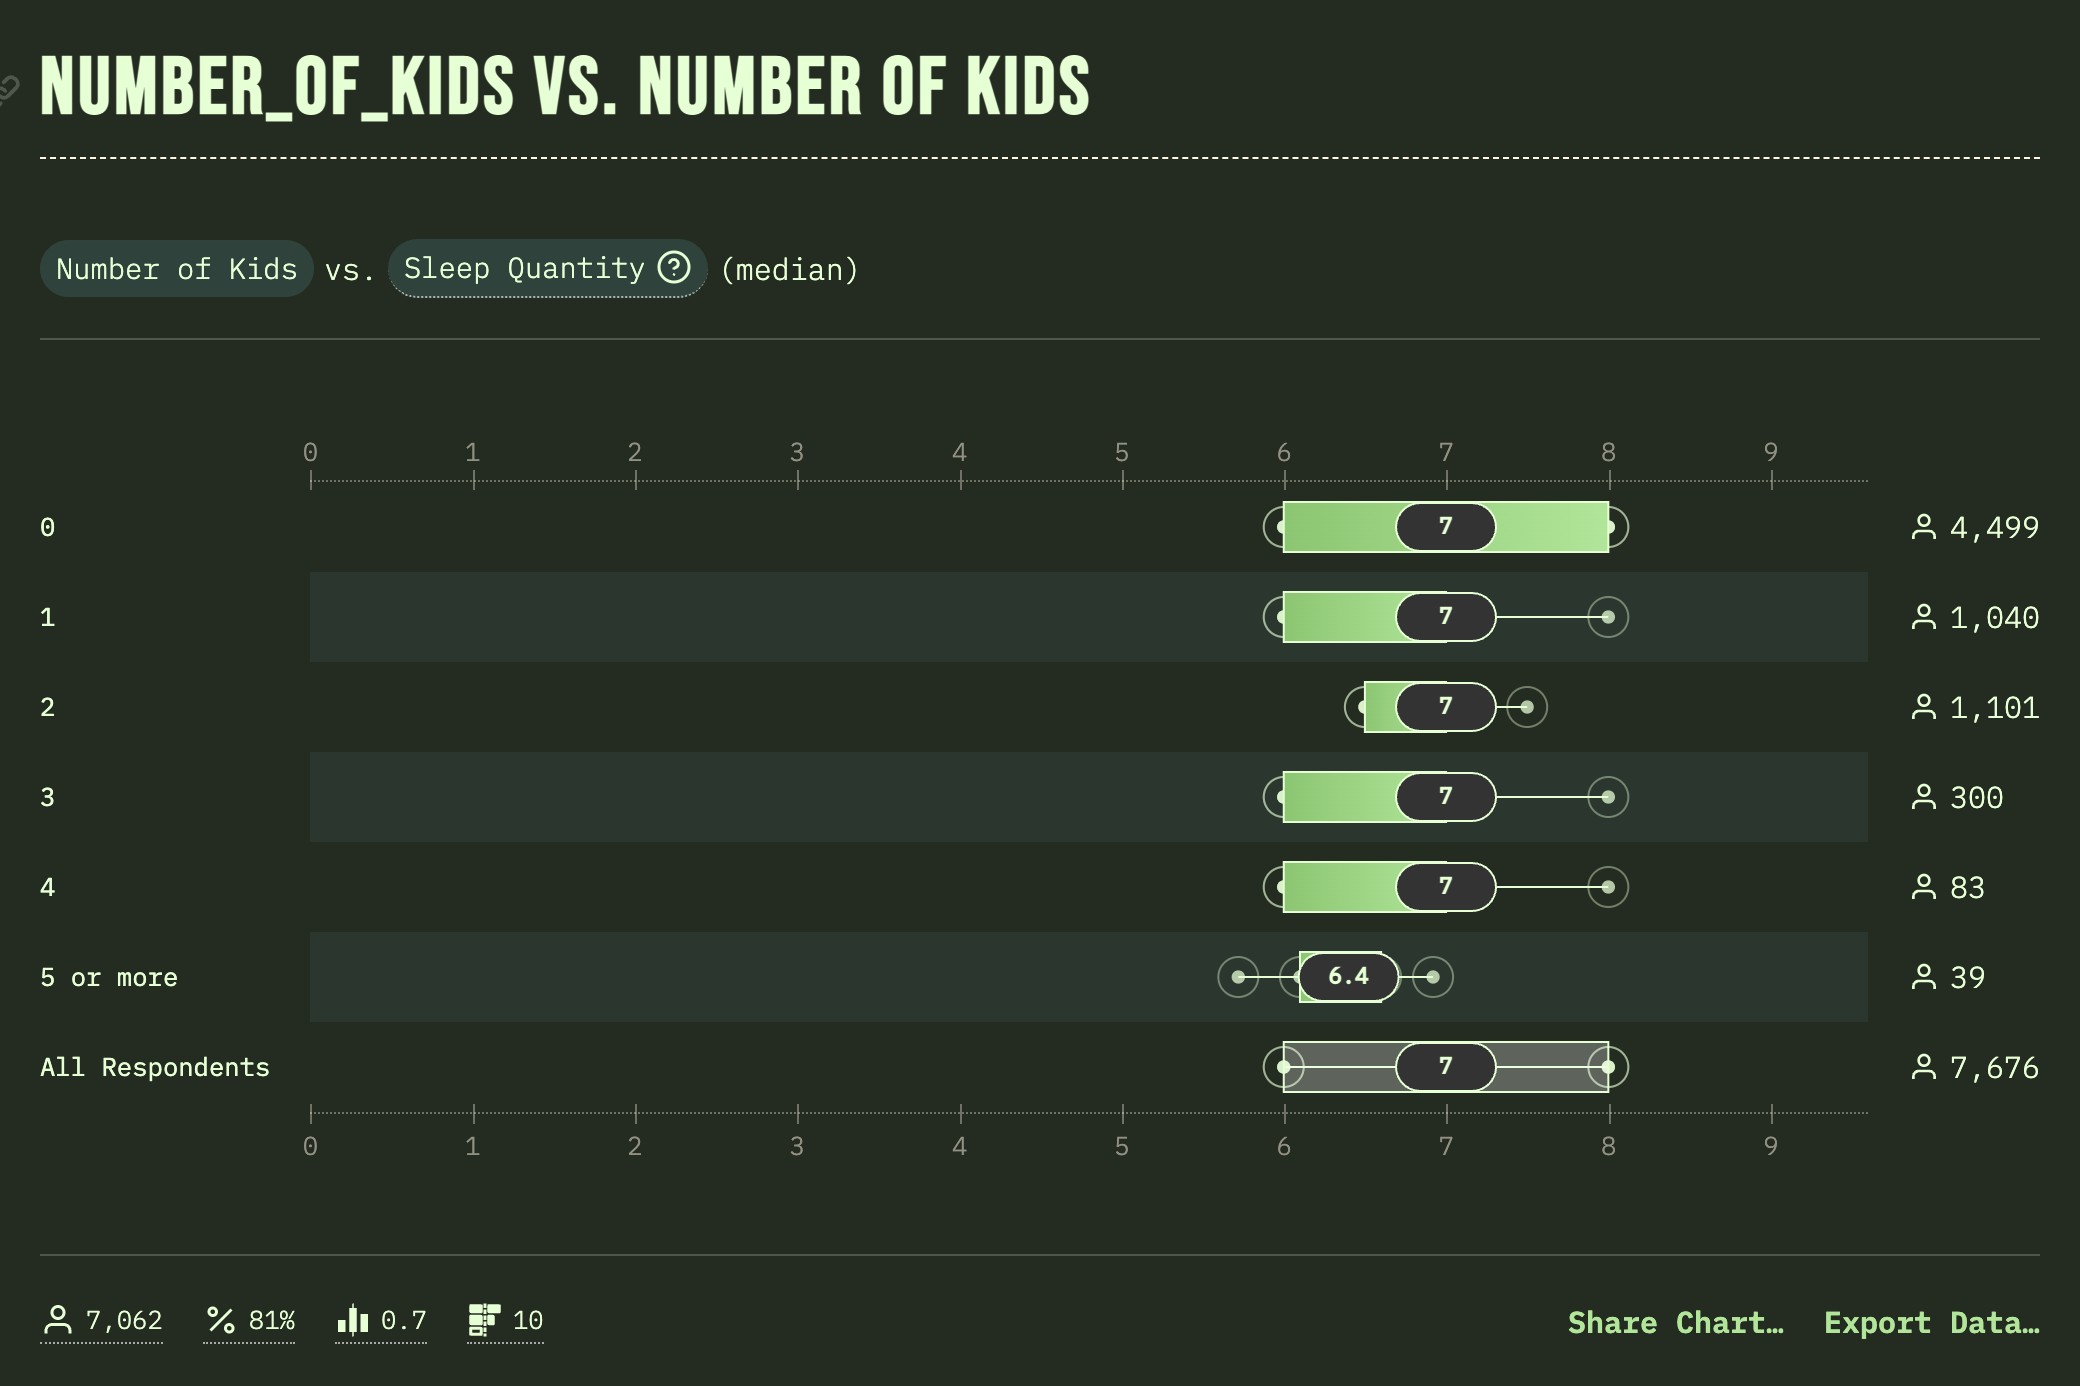 NUMBER_OF_KIDS VS. NUMBER OF KIDS
Number of Kids vs. Sleep Quantity (median)
0 1 2 3 4 5 6 7 8 9
0 7 4,499
1 7 1,040
2 7 1,101
3 7 300
4 7 83
5 or more 6.4 39
All Respondents 7 7,676
0 1 2 3 4 5 6 7 8 9
7,062 81% 0.7 10 Share Chart… Export Data…